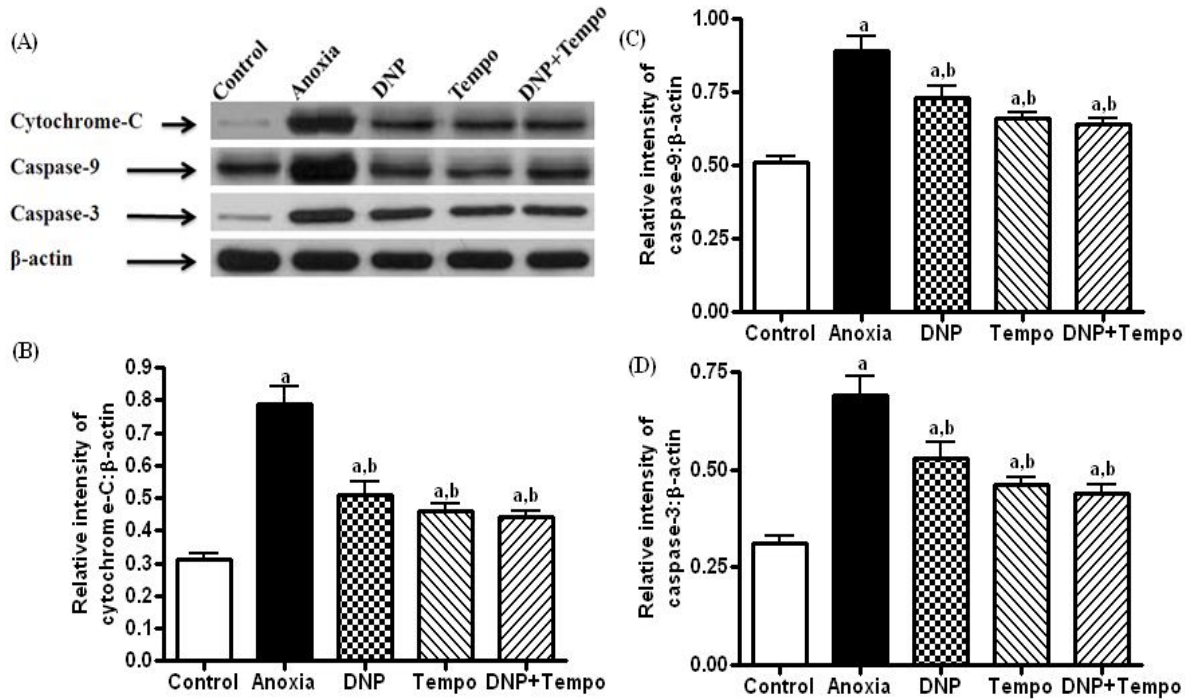 (A)
Control Anoxia DNP Tempo DNP+Tempo
Cytochrome-C
Caspase-9
Caspase-3
β-actin
(B)
Relative intensity of
cytochrome-C:β-actin
0.9
0.8
0.7
0.6
0.5
0.4
0.3
0.2
0.1
0.0
a
a,b
a,b
a,b
Control Anoxia DNP Tempo DNP+Tempo
(C)
Relative intensity of
caspase-9:β-actin
1.00
0.75
0.50
0.25
0.00
a
a,b
a,b
a,b
Control Anoxia DNP Tempo DNP+Tempo
(D)
Relative intensity of
caspase-3:β-actin
0.75
0.50
0.25
0.00
a
a,b
a,b
a,b
Control Anoxia DNP Tempo DNP+Tempo